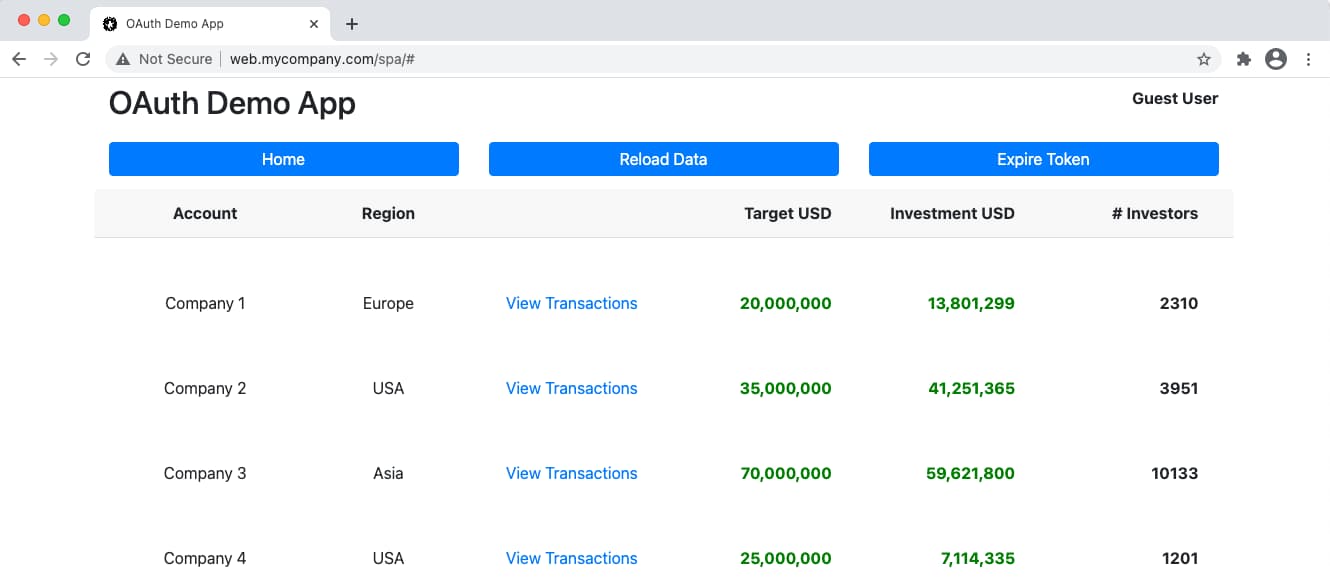 OAuth Demo App
Not Secure web.mycompany.com/spa/#
OAuth Demo App Guest User
Home Reload Data Expire Token
Account Region Target USD Investment USD # Investors
Company 1 Europe View Transactions 20,000,000 13,801,299 2310
Company 2 USA View Transactions 35,000,000 41,251,365 3951
Company 3 Asia View Transactions 70,000,000 59,621,800 10133
Company 4 USA View Transactions 25,000,000 7,114,335 1201